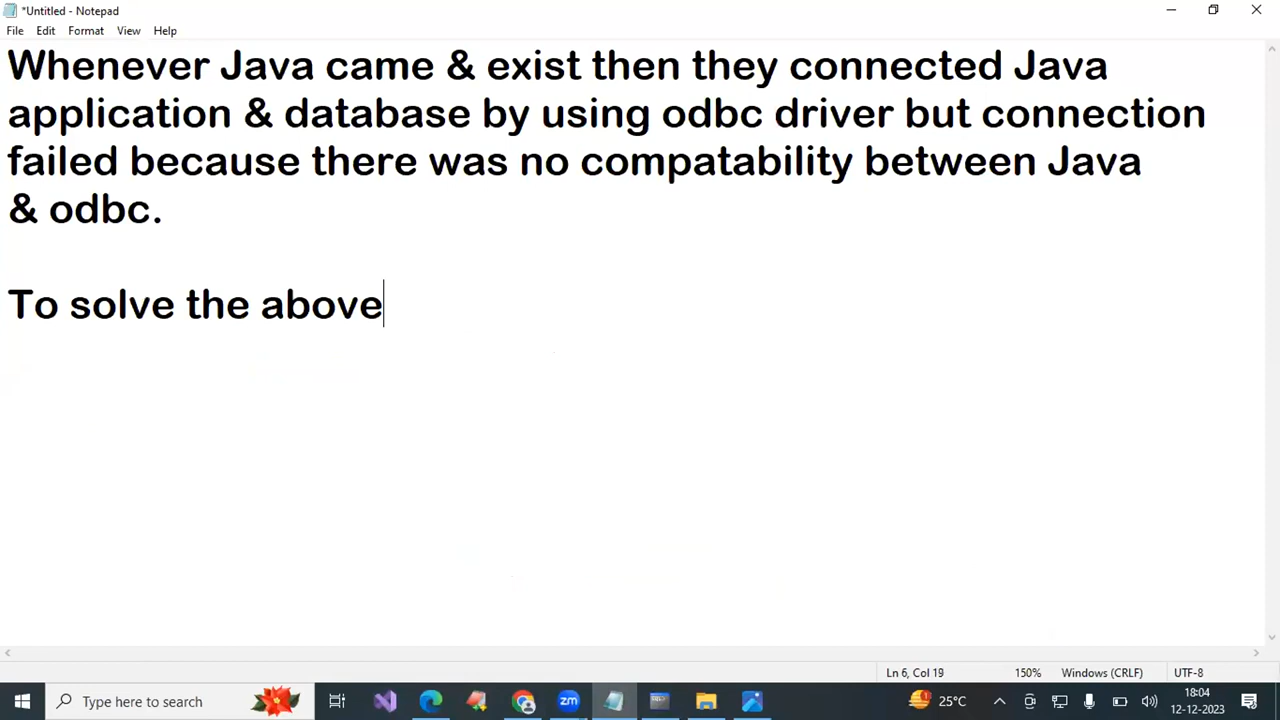 *Untitled - Notepad
File Edit Format View Help
Whenever Java came & exist then they connected Java
application & database by using odbc driver but connection
failed because there was no compatability between Java
& odbc.
To solve the above
Ln 6, Col 19 150% Windows (CRLF) UTF-8
Type here to search zm 1 25°C 18:04
12-12-2023